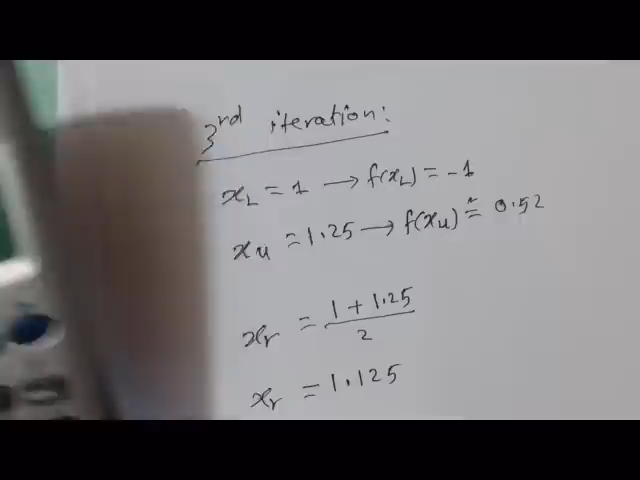 3rd iteration:
xL = 1 → f(xL) = -1
xu = 1.25 → f(xu) ≅ 0.52
xr = (1 + 1.25)/2
xr = 1.125